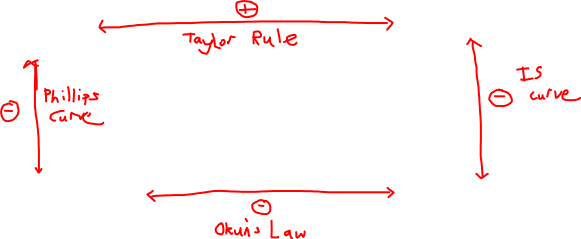 +
Taylor Rule
IS
- curve
Phillips
- Curve
-
Okun's Law